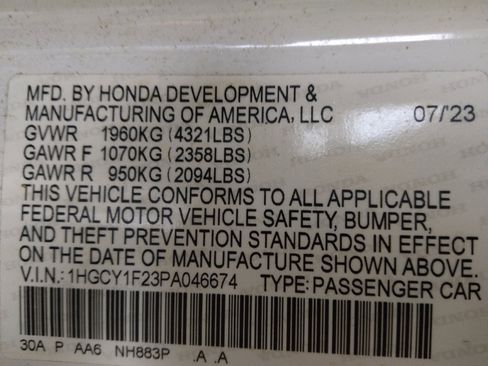 MFD. BY HONDA DEVELOPMENT &
MANUFACTURING OF AMERICA, LLC 07/'23
GVWR 1960KG (4321LBS)
GAWR F 1070KG (2358LBS)
GAWR R 950KG (2094LBS)
THIS VEHICLE CONFORMS TO ALL APPLICABLE
FEDERAL MOTOR VEHICLE SAFETY, BUMPER,
AND THEFT PREVENTION STANDARDS IN EFFECT
ON THE DATE OF MANUFACTURE SHOWN ABOVE.
V.I.N.: 1HGCY1F23PA046674 TYPE: PASSENGER CAR
30A P AA6 NH883P .A .A